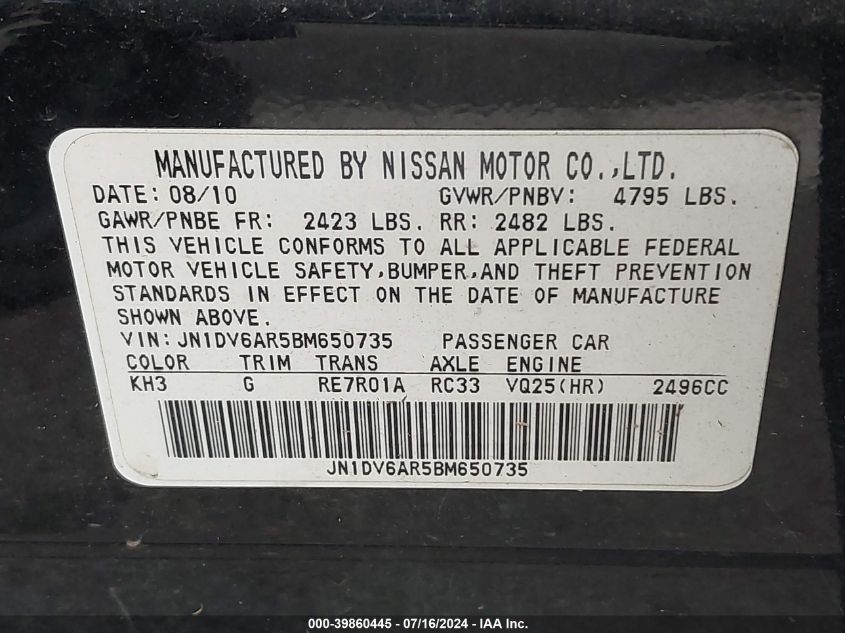 MANUFACTURED BY NISSAN MOTOR CO.,LTD.
DATE: 08/10 GVWR/PNBV: 4795 LBS.
GAWR/PNBE FR: 2423 LBS. RR: 2482 LBS.
THIS VEHICLE CONFORMS TO ALL APPLICABLE FEDERAL
MOTOR VEHICLE SAFETY,BUMPER,AND THEFT PREVENTION
STANDARDS IN EFFECT ON THE DATE OF MANUFACTURE
SHOWN ABOVE.
VIN:JN1DV6AR5BM650735 PASSENGER CAR
COLOR TRIM TRANS AXLE ENGINE
KH3 G RE7R01A RC33 VQ25(HR) 2496CC
JN1DV6AR5BM650735
000-39860445 - 07/16/2024 - IAA Inc.